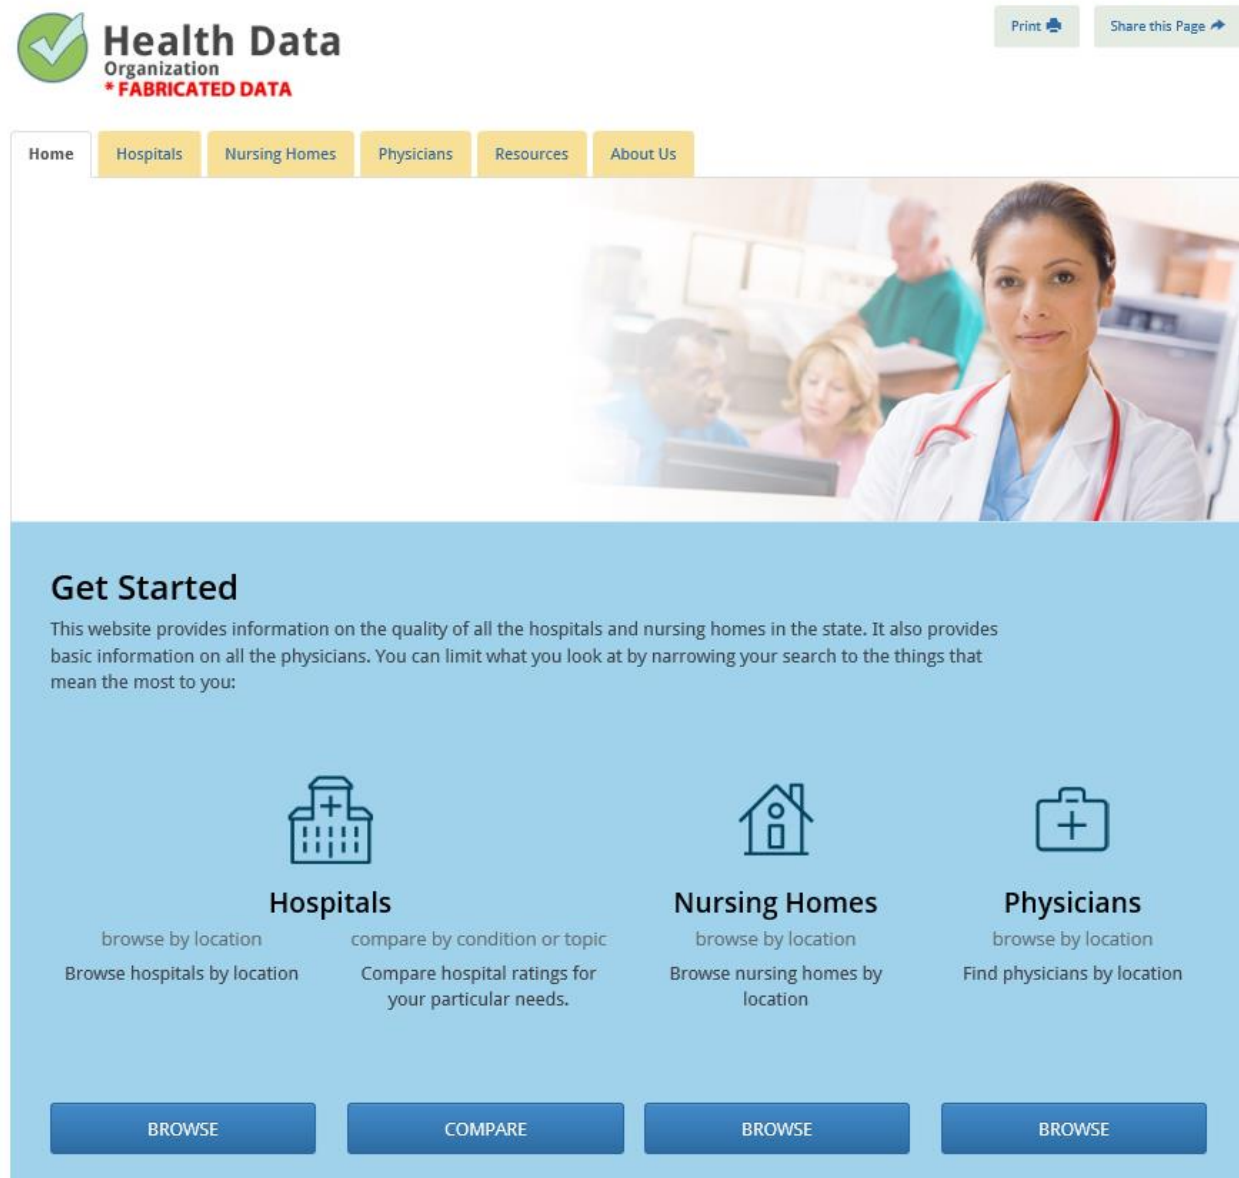 Health Data
Organization
* FABRICATED DATA
Print
Share this Page
Home
Hospitals
Nursing Homes
Physicians
Resources
About Us
Get Started
This website provides information on the quality of all the hospitals and nursing homes in the state. It also provides
basic information on all the physicians. You can limit what you look at by narrowing your search to the things that
mean the most to you:
Hospitals
browse by location
Browse hospitals by location
compare by condition or topic
Compare hospital ratings for
your particular needs.
Nursing Homes
browse by location
Browse nursing homes by
location
Physicians
browse by location
Find physicians by location
BROWSE
COMPARE
BROWSE
BROWSE